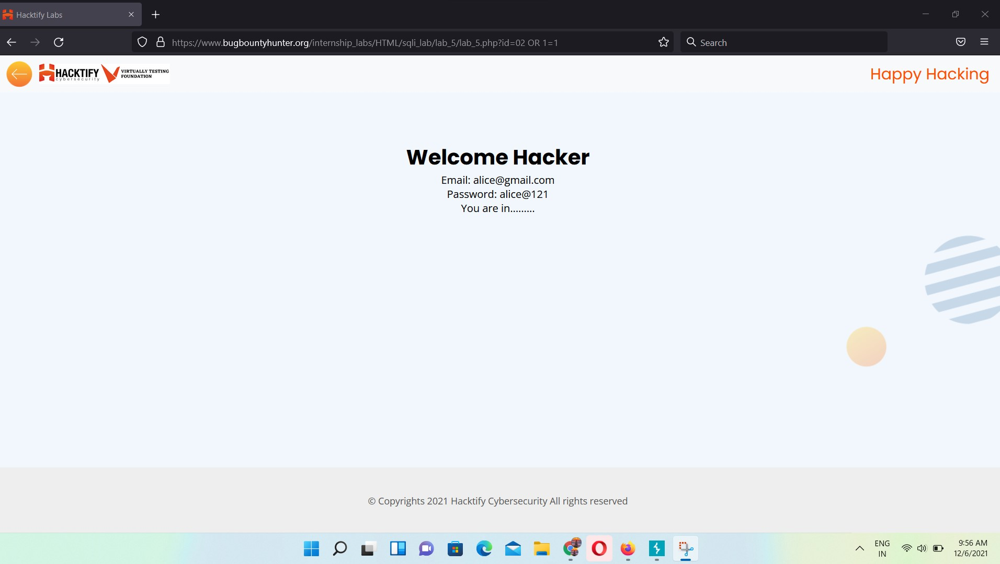 Hacktify Labs
https://www.bugbountyhunter.org/internship_labs/HTML/sqli_lab/lab_5/lab_5.php?id=02 OR 1=1
Search
HACKTIFY
cybersecurity
VIRTUALLY TESTING
FOUNDATION
Happy Hacking
Welcome Hacker
Email: alice@gmail.com
Password: alice@121
You are in.........
© Copyrights 2021 Hacktify Cybersecurity All rights reserved
ENG
IN
9:56 AM
12/6/2021